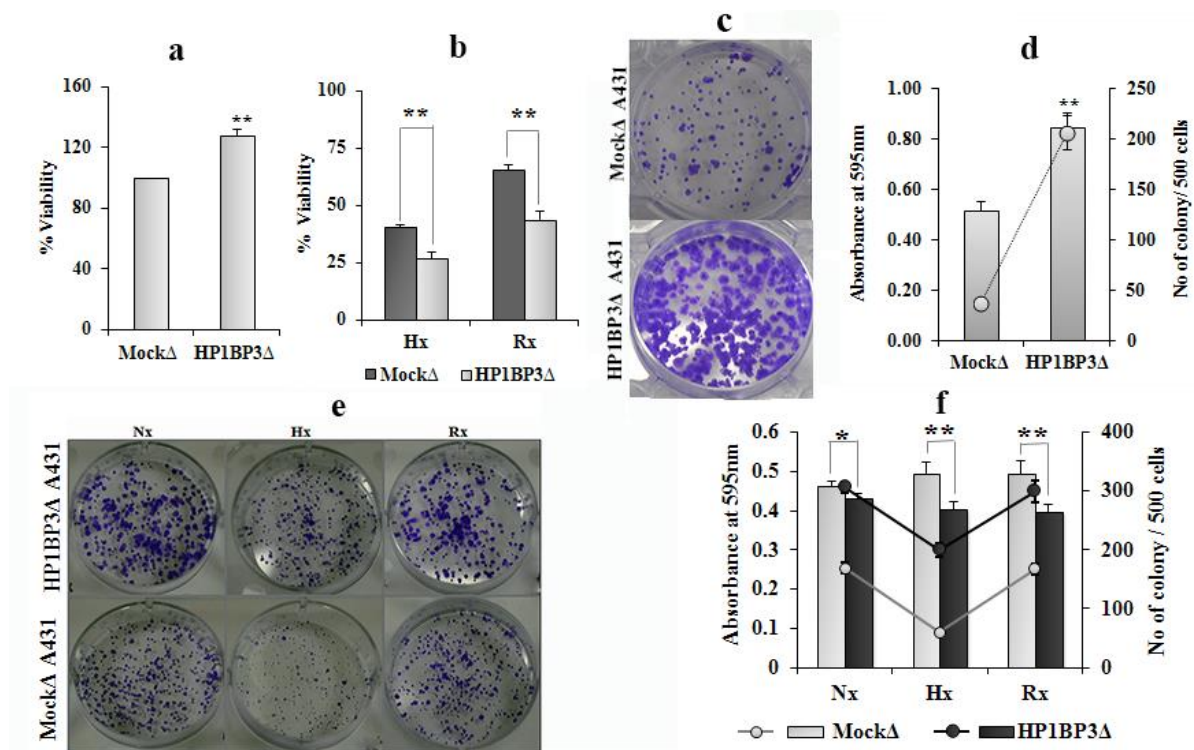 a
% Viability
160
120
80
40
0
**
MockΔ HP1BP3Δ
b
% Viability
100
75
50
25
0
** **
Hx Rx
MockΔ HP1BP3Δ
c
MockΔ A431
HP1BP3Δ A431
d
Absorbance at 595nm
1.00
0.80
0.60
0.40
0.20
0.00
**
250
200
150
100
50
0
No of colony/ 500 cells
MockΔ HP1BP3Δ
e
Nx Hx Rx
HP1BP3Δ A431
MockΔ A431
f
Absorbance at 595nm
0.6
0.5
0.4
0.3
0.2
0.1
0
* ** **
400
300
200
100
0
No of colony / 500 cells
Nx Hx Rx
MockΔ HP1BP3Δ